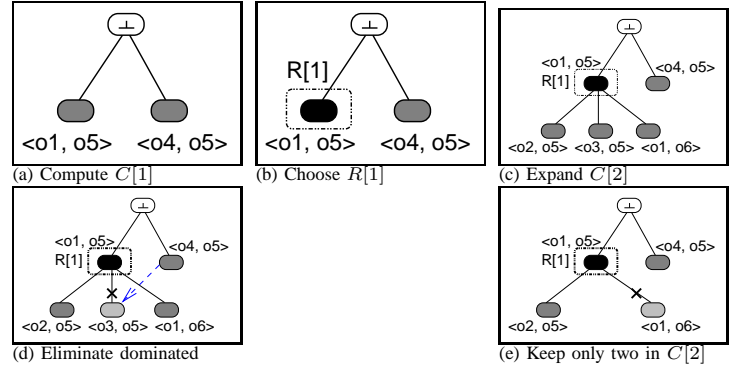 ⊥
<o1, o5> <o4, o5>
(a) Compute C[1]
⊥
R[1]
<o1, o5> <o4, o5>
(b) Choose R[1]
⊥
<o1, o5> <o4, o5>
R[1]
<o2, o5> <o3, o5> <o1, o6>
(c) Expand C[2]
⊥
<o1, o5> <o4, o5>
R[1]
<o2, o5> <o3, o5> <o1, o6>
(d) Eliminate dominated
⊥
<o1, o5> <o4, o5>
R[1]
<o2, o5> <o1, o6>
(e) Keep only two in C[2]